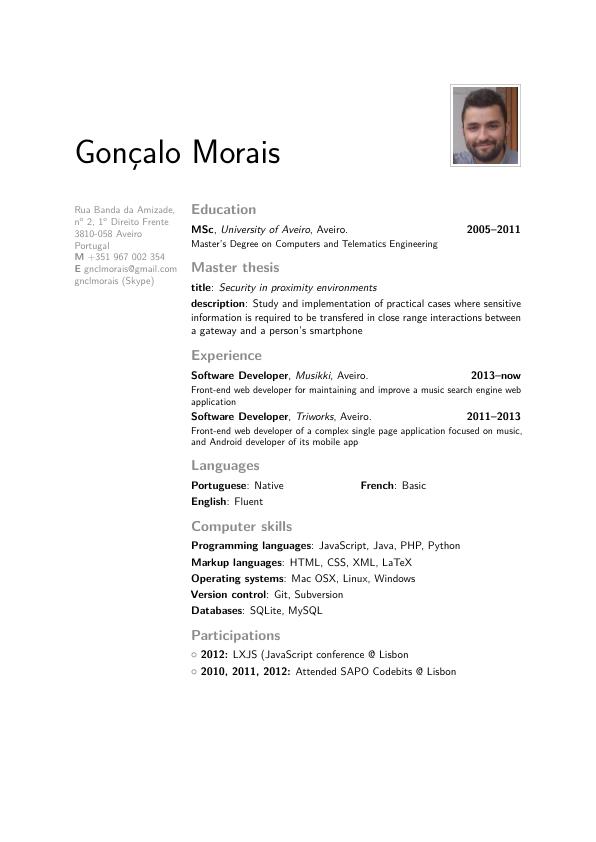 Gonçalo Morais
Rua Banda da Amizade,
nº 2, 1º Direito Frente
3810-058 Aveiro
Portugal
M +351 967 002 354
E gnclmorais@gmail.com
gnclmorais (Skype)
Education
MSc, University of Aveiro, Aveiro. 2005–2011
Master's Degree on Computers and Telematics Engineering
Master thesis
title: Security in proximity environments
description: Study and implementation of practical cases where sensitive
information is required to be transfered in close range interactions between
a gateway and a person's smartphone
Experience
Software Developer, Musikki, Aveiro. 2013–now
Front-end web developer for maintaining and improve a music search engine web
application
Software Developer, Triworks, Aveiro. 2011–2013
Front-end web developer of a complex single page application focused on music,
and Android developer of its mobile app
Languages
Portuguese: Native French: Basic
English: Fluent
Computer skills
Programming languages: JavaScript, Java, PHP, Python
Markup languages: HTML, CSS, XML, LaTeX
Operating systems: Mac OSX, Linux, Windows
Version control: Git, Subversion
Databases: SQLite, MySQL
Participations
○ 2012: LXJS (JavaScript conference @ Lisbon
○ 2010, 2011, 2012: Attended SAPO Codebits @ Lisbon